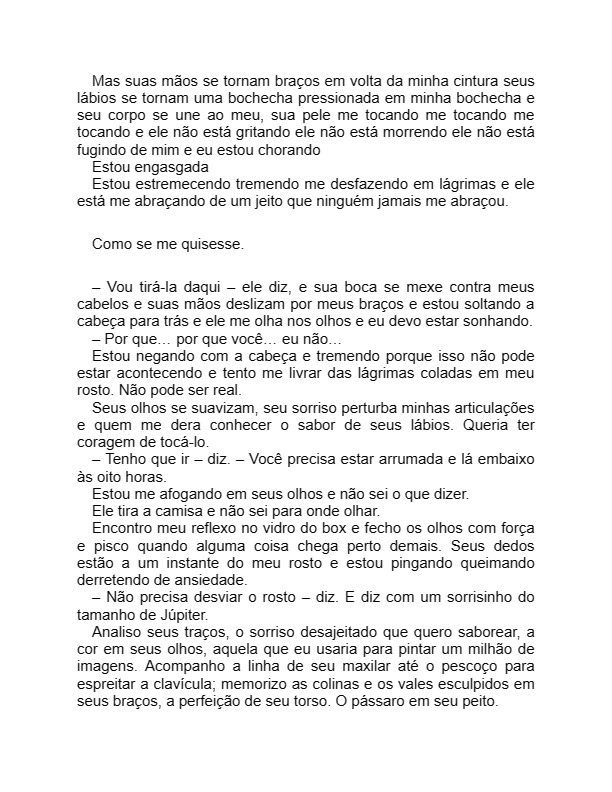 Mas suas mãos se tornam braços em volta da minha cintura seus
lábios se tornam uma bochecha pressionada em minha bochecha e
seu corpo se une ao meu, sua pele me tocando me tocando me
tocando e ele não está gritando ele não está morrendo ele não está
fugindo de mim e eu estou chorando
Estou engasgada
Estou estremecendo tremendo me desfazendo em lágrimas e ele
está me abraçando de um jeito que ninguém jamais me abraçou.
Como se me quisesse.
– Vou tirá-la daqui – ele diz, e sua boca se mexe contra meus
cabelos e suas mãos deslizam por meus braços e estou soltando a
cabeça para trás e ele me olha nos olhos e eu devo estar sonhando.
– Por que… por que você… eu não…
Estou negando com a cabeça e tremendo porque isso não pode
estar acontecendo e tento me livrar das lágrimas coladas em meu
rosto. Não pode ser real.
Seus olhos se suavizam, seu sorriso perturba minhas articulações
e quem me dera conhecer o sabor de seus lábios. Queria ter
coragem de tocá-lo.
– Tenho que ir – diz. – Você precisa estar arrumada e lá embaixo
às oito horas.
Estou me afogando em seus olhos e não sei o que dizer.
Ele tira a camisa e não sei para onde olhar.
Encontro meu reflexo no vidro do box e fecho os olhos com força
e pisco quando alguma coisa chega perto demais. Seus dedos
estão a um instante do meu rosto e estou pingando queimando
derretendo de ansiedade.
– Não precisa desviar o rosto – diz. E diz com um sorrisinho do
tamanho de Júpiter.
Analiso seus traços, o sorriso desajeitado que quero saborear, a
cor em seus olhos, aquela que eu usaria para pintar um milhão de
imagens. Acompanho a linha de seu maxilar até o pescoço para
espreitar a clavícula; memorizo as colinas e os vales esculpidos em
seus braços, a perfeição de seu torso. O pássaro em seu peito.